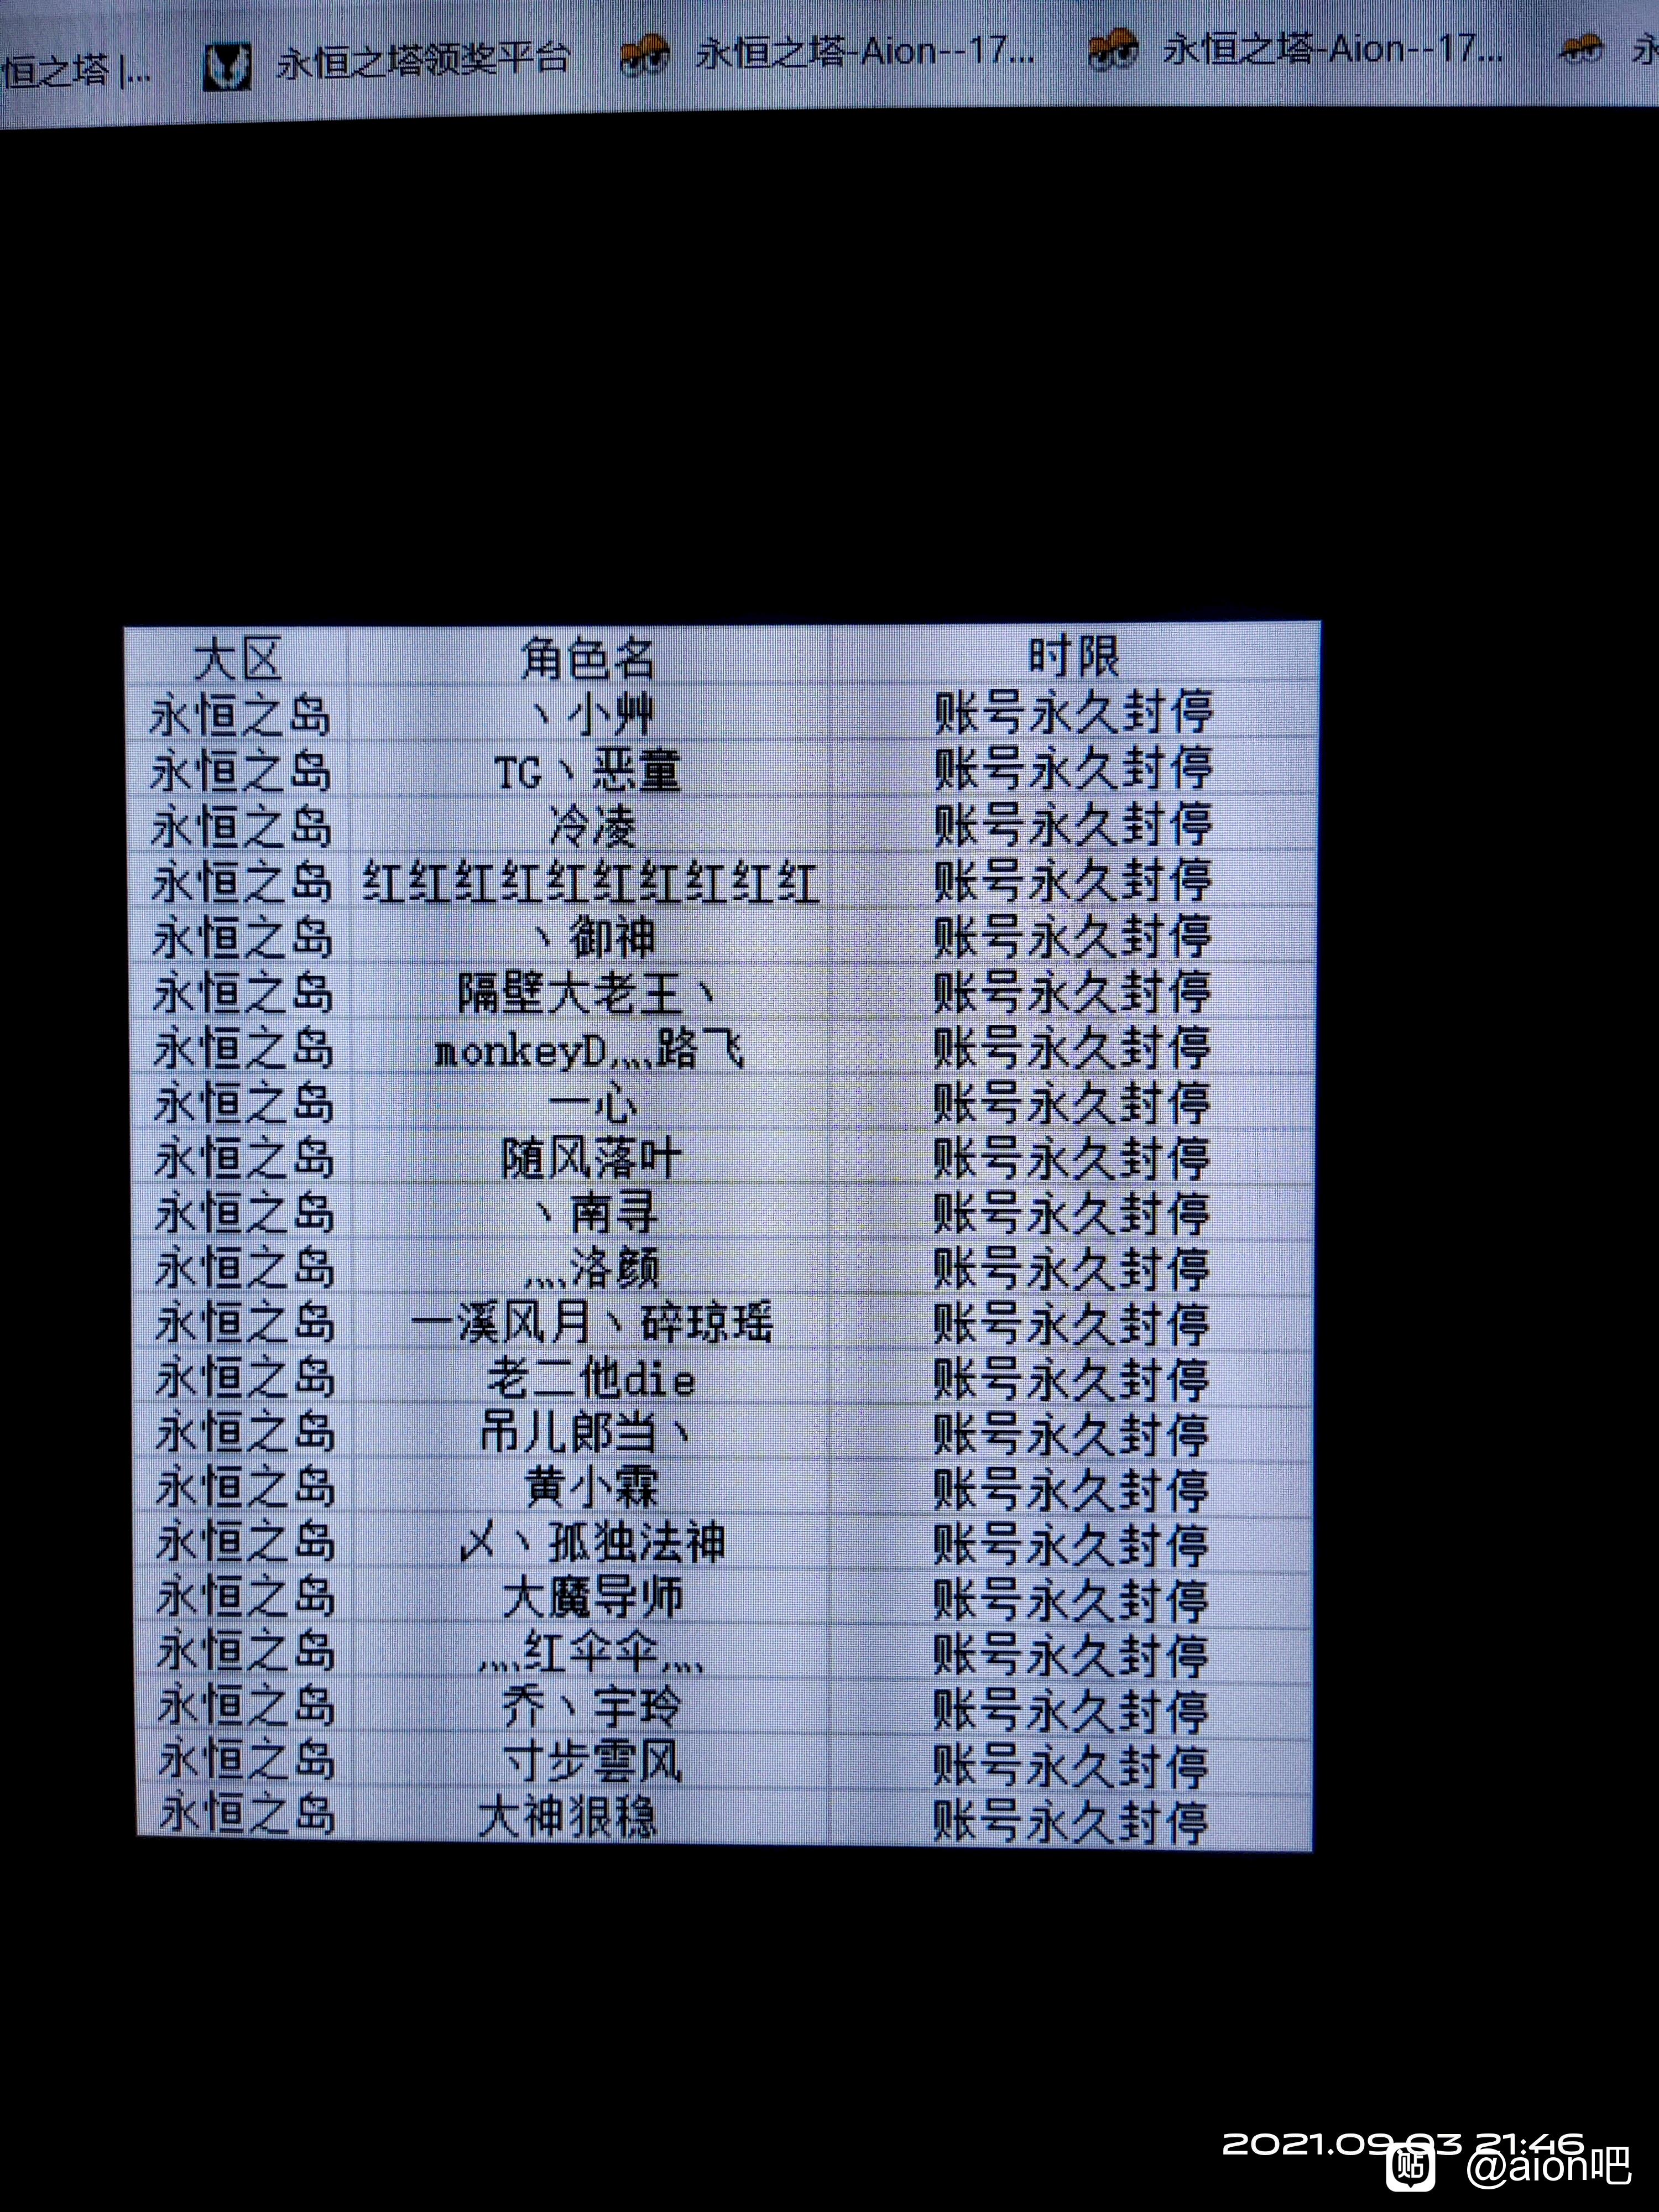 恒之塔 |... 永恒之塔领奖平台 永恒之塔-Aion--17... 永恒之塔-Aion--17... 永
大区 角色名 时限
永恒之岛 丶小艸 账号永久封停
永恒之岛 TG丶恶童 账号永久封停
永恒之岛 冷凌 账号永久封停
永恒之岛 红红红红红红红红红红 账号永久封停
永恒之岛 丶御神 账号永久封停
永恒之岛 隔壁大老王丶 账号永久封停
永恒之岛 monkeyD灬路飞 账号永久封停
永恒之岛 一心 账号永久封停
永恒之岛 随风落叶 账号永久封停
永恒之岛 丶南寻 账号永久封停
永恒之岛 灬洛颜 账号永久封停
永恒之岛 一溪风月丶碎琼瑶 账号永久封停
永恒之岛 老二他die 账号永久封停
永恒之岛 吊儿郎当丶 账号永久封停
永恒之岛 黄小霖 账号永久封停
永恒之岛 乄丶孤独法神 账号永久封停
永恒之岛 大魔导师 账号永久封停
永恒之岛 灬红伞伞灬 账号永久封停
永恒之岛 乔丶宇玲 账号永久封停
永恒之岛 寸步雲风 账号永久封停
永恒之岛 大神狠稳 账号永久封停
2021.09.03 21:46
贴 @aion吧